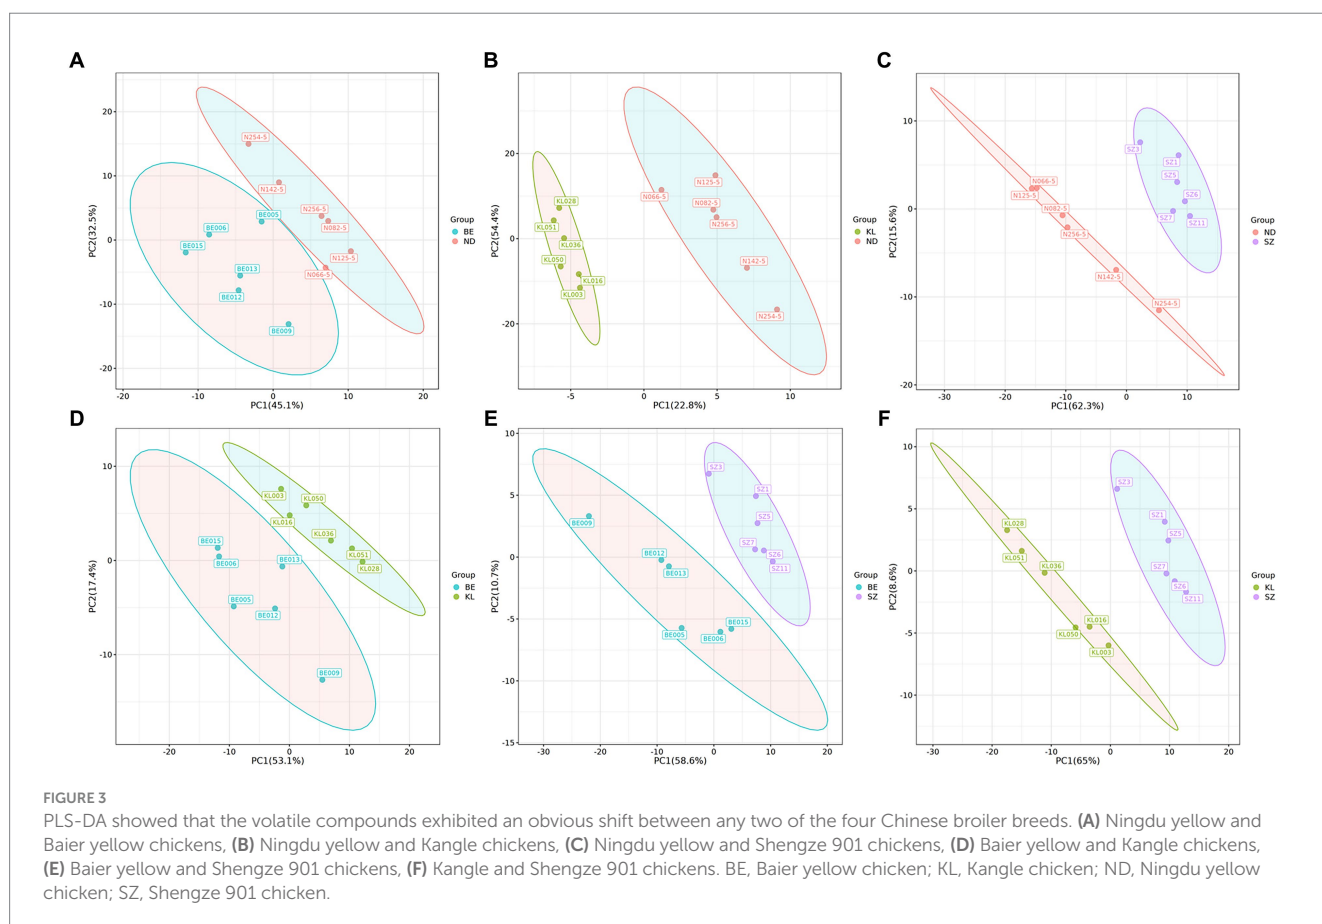 A
PC2(32.5%)
20
10
0
-10
-20
N254-5
N142-5
N256-5
BE005
N082-5
BE006
BE015
N125-5
BE013
N066-5
BE012
BE009
-20 -10 0 10 20
PC1(45.1%)
Group
BE
ND
B
PC2(54.4%)
20
0
-20
N125-5
KL028
N066-5
N082-5
KL051
N256-5
KL036
KL050
N142-5
KL016
KL003
N254-5
-5 0 5 10
PC1(22.8%)
Group
KL
ND
C
PC2(15.6%)
10
0
-10
-20
SZ3
SZ1
SZ5
N066-5
N125-5
SZ6
N082-5
SZ7
SZ11
N256-5
N142-5
N254-5
-30 -20 -10 0 10
PC1(62.3%)
Group
ND
SZ
D
PC2(17.4%)
10
0
-10
KL003
KL050
KL016
KL036
BE015
KL051
BE006
BE013
KL028
BE005
BE012
BE009
-20 -10 0 10 20
PC1(53.1%)
Group
BE
KL
E
PC2(10.7%)
10
5
0
-5
-10
-15
SZ3
SZ1
BE009
SZ5
SZ7
BE012
SZ6
BE013
SZ11
BE015
BE005
BE006
-30 -20 -10 0 10 20
PC1(58.6%)
Group
BE
SZ
F
PC2(8.6%)
10
5
0
-5
-10
SZ3
KL028
SZ1
SZ5
KL051
KL036
SZ7
SZ6
SZ11
KL016
KL050
KL003
-30 -20 -10 0 10 20
PC1(65%)
Group
KL
SZ
FIGURE 3
PLS-DA showed that the volatile compounds exhibited an obvious shift between any two of the four Chinese broiler breeds. (A) Ningdu yellow and
Baier yellow chickens, (B) Ningdu yellow and Kangle chickens, (C) Ningdu yellow and Shengze 901 chickens, (D) Baier yellow and Kangle chickens,
(E) Baier yellow and Shengze 901 chickens, (F) Kangle and Shengze 901 chickens. BE, Baier yellow chicken; KL, Kangle chicken; ND, Ningdu yellow
chicken; SZ, Shengze 901 chicken.